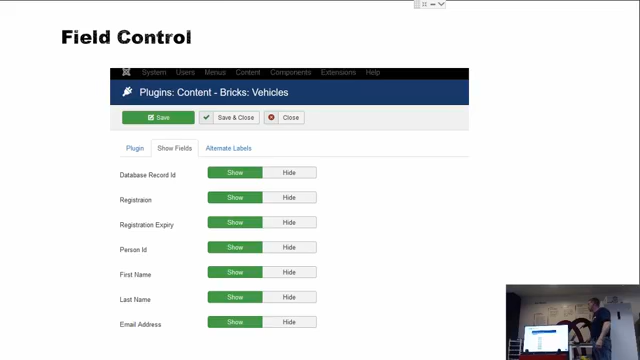 Field Control
System Users Menus Content Components Extensions Help
Plugins: Content - Bricks: Vehicles
Save Save & Close Close
Plugin Show Fields Alternate Labels
Database Record Id Show Hide
Registraion Show Hide
Registration Expiry Show Hide
Person Id Show Hide
First Name Show Hide
Last Name Show Hide
Email Address Show Hide